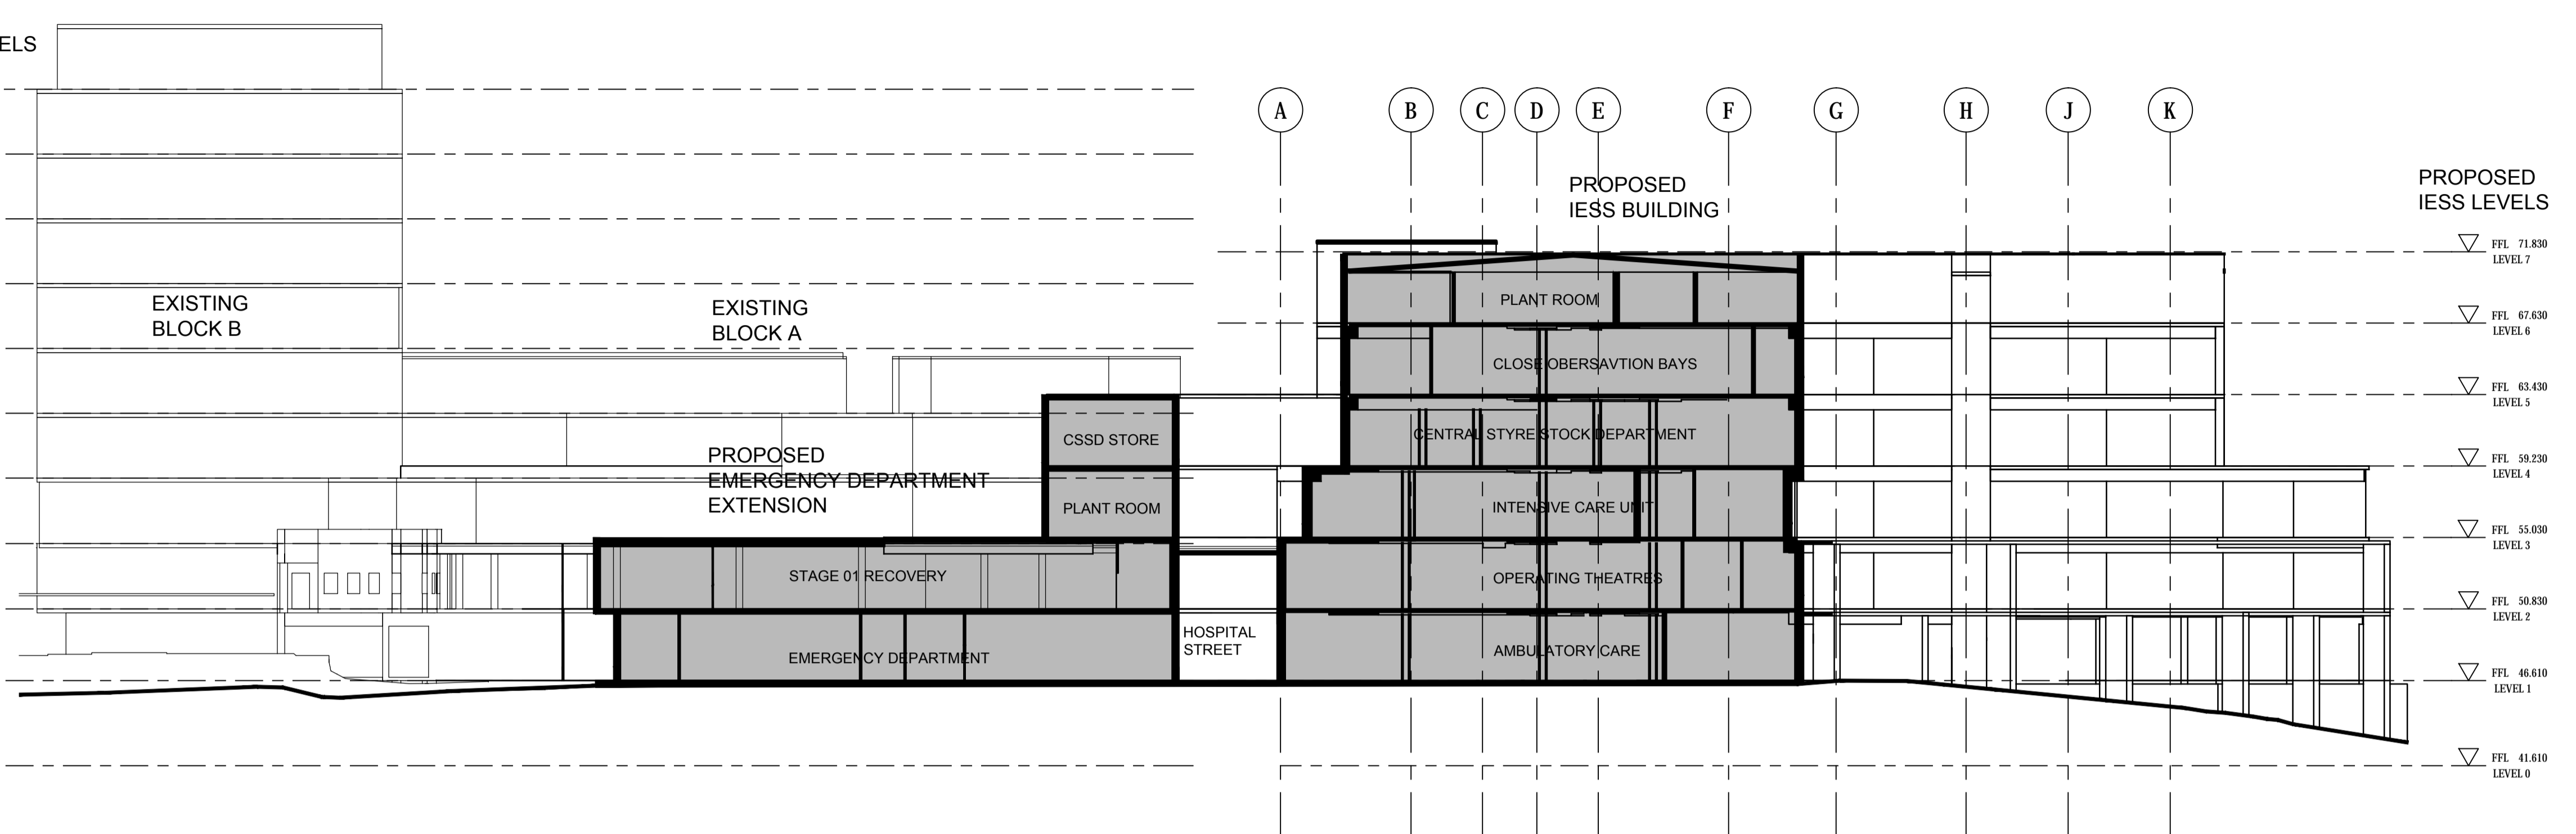 ELS
A
B
C
D
E
F
G
H
J
K
PROPOSED
IESS BUILDING
PROPOSED
IESS LEVELS
FFL 71.830
LEVEL 7
EXISTING
BLOCK B
EXISTING
BLOCK A
PLANT ROOM
FFL 67.630
LEVEL 6
CLOSE OBERSAVTION BAYS
FFL 63.430
LEVEL 5
CSSD STORE
CENTRAL STYRE STOCK DEPARTMENT
PROPOSED
EMERGENCY DEPARTMENT
EXTENSION
FFL 59.230
LEVEL 4
PLANT ROOM
INTENSIVE CARE UNIT
FFL 55.030
LEVEL 3
STAGE 01 RECOVERY
OPERATING THEATRES
FFL 50.830
LEVEL 2
HOSPITAL
STREET
EMERGENCY DEPARTMENT
AMBULATORY CARE
FFL 46.610
LEVEL 1
FFL 41.610
LEVEL 0